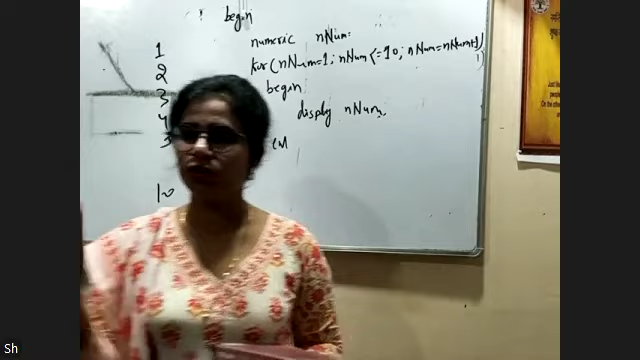 begin
numeric nNum;
for (nNum=1; nNum<=10; nNum=nNum+1)
begin
display nNum;
end
1
2
3
4
5
10
Sh